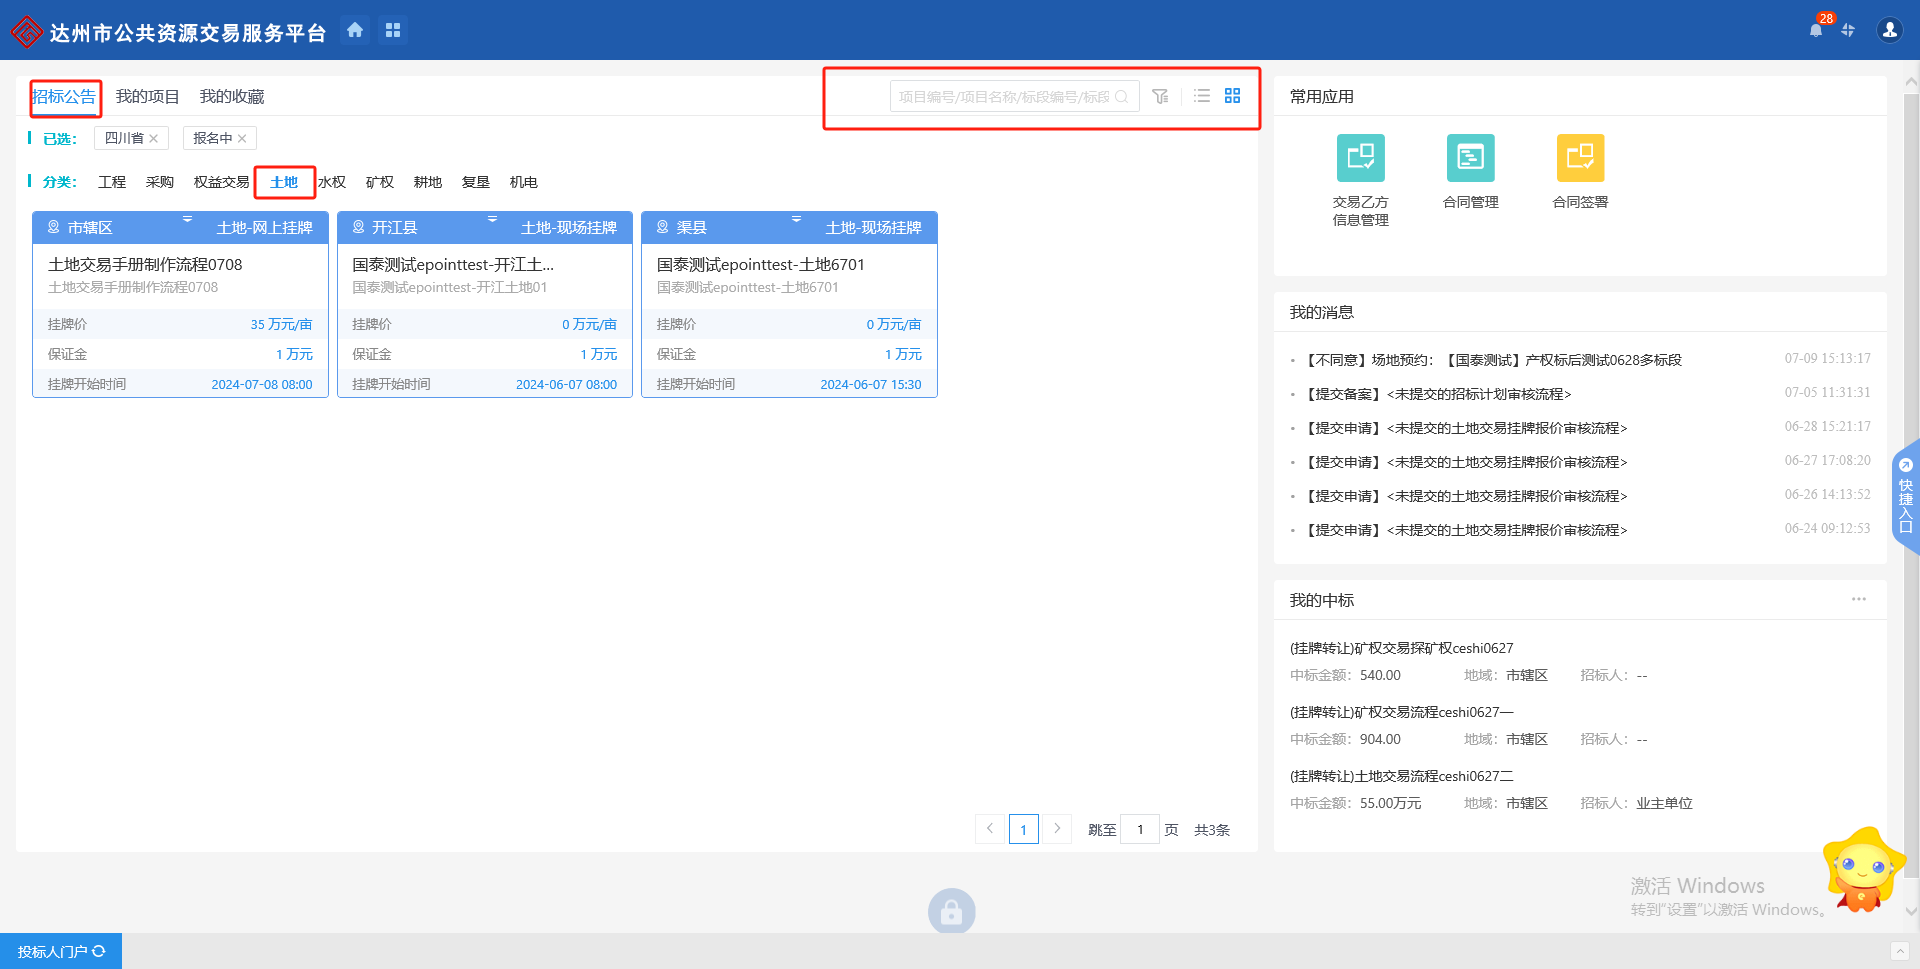 达州市公共资源交易服务平台
28
招标公告 我的项目 我的收藏
项目编号/项目名称/标段编号/标段
已选： 四川省 报名中
分类： 工程 采购 权益交易 土地 水权 矿权 耕地 复垦 机电
市辖区 土地-网上挂牌
土地交易手册制作流程0708
土地交易手册制作流程0708
挂牌价 35 万元/亩
保证金 1 万元
挂牌开始时间 2024-07-08 08:00
开江县 土地-现场挂牌
国泰测试epointtest-开江土...
国泰测试epointtest-开江土地01
挂牌价 0 万元/亩
保证金 1 万元
挂牌开始时间 2024-06-07 08:00
渠县 土地-现场挂牌
国泰测试epointtest-土地6701
国泰测试epointtest-土地6701
挂牌价 0 万元/亩
保证金 1 万元
挂牌开始时间 2024-06-07 15:30
1 跳至 1 页 共3条
常用应用
交易乙方
信息管理
合同管理
合同签署
我的消息
【不同意】场地预约：【国泰测试】产权标后测试0628多标段 07-09 15:13:17
【提交备案】<未提交的招标计划审核流程> 07-05 11:31:31
【提交申请】<未提交的土地交易挂牌报价审核流程> 06-28 15:21:17
【提交申请】<未提交的土地交易挂牌报价审核流程> 06-27 17:08:20
【提交申请】<未提交的土地交易挂牌报价审核流程> 06-26 14:13:52
【提交申请】<未提交的土地交易挂牌报价审核流程> 06-24 09:12:53
快捷入口
我的中标
(挂牌转让)矿权交易探矿权ceshi0627
中标金额：540.00 地域：市辖区 招标人：--
(挂牌转让)矿权交易流程ceshi0627一
中标金额：904.00 地域：市辖区 招标人：--
(挂牌转让)土地交易流程ceshi0627二
中标金额：55.00万元 地域：市辖区 招标人：业主单位
激活 Windows
转到"设置"以激活 Windows。
投标人门户